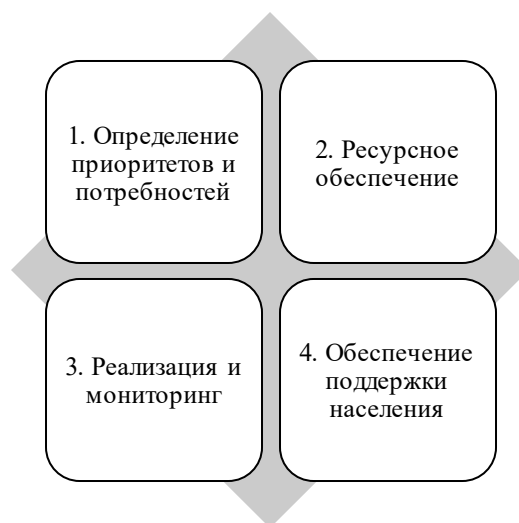 1. Определение
приоритетов и
потребностей
2. Ресурсное
обеспечение
3. Реализация и
мониторинг
4. Обеспечение
поддержки
населения